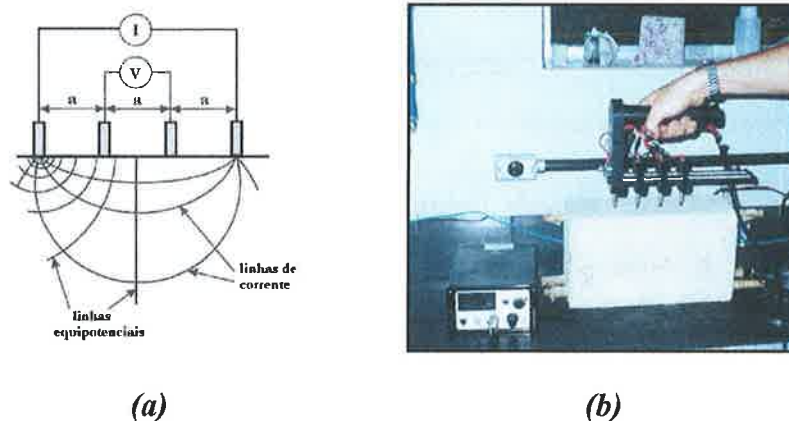 I
V
a a a
linhas de
corrente
linhas
equipotenciais
(a) (b)